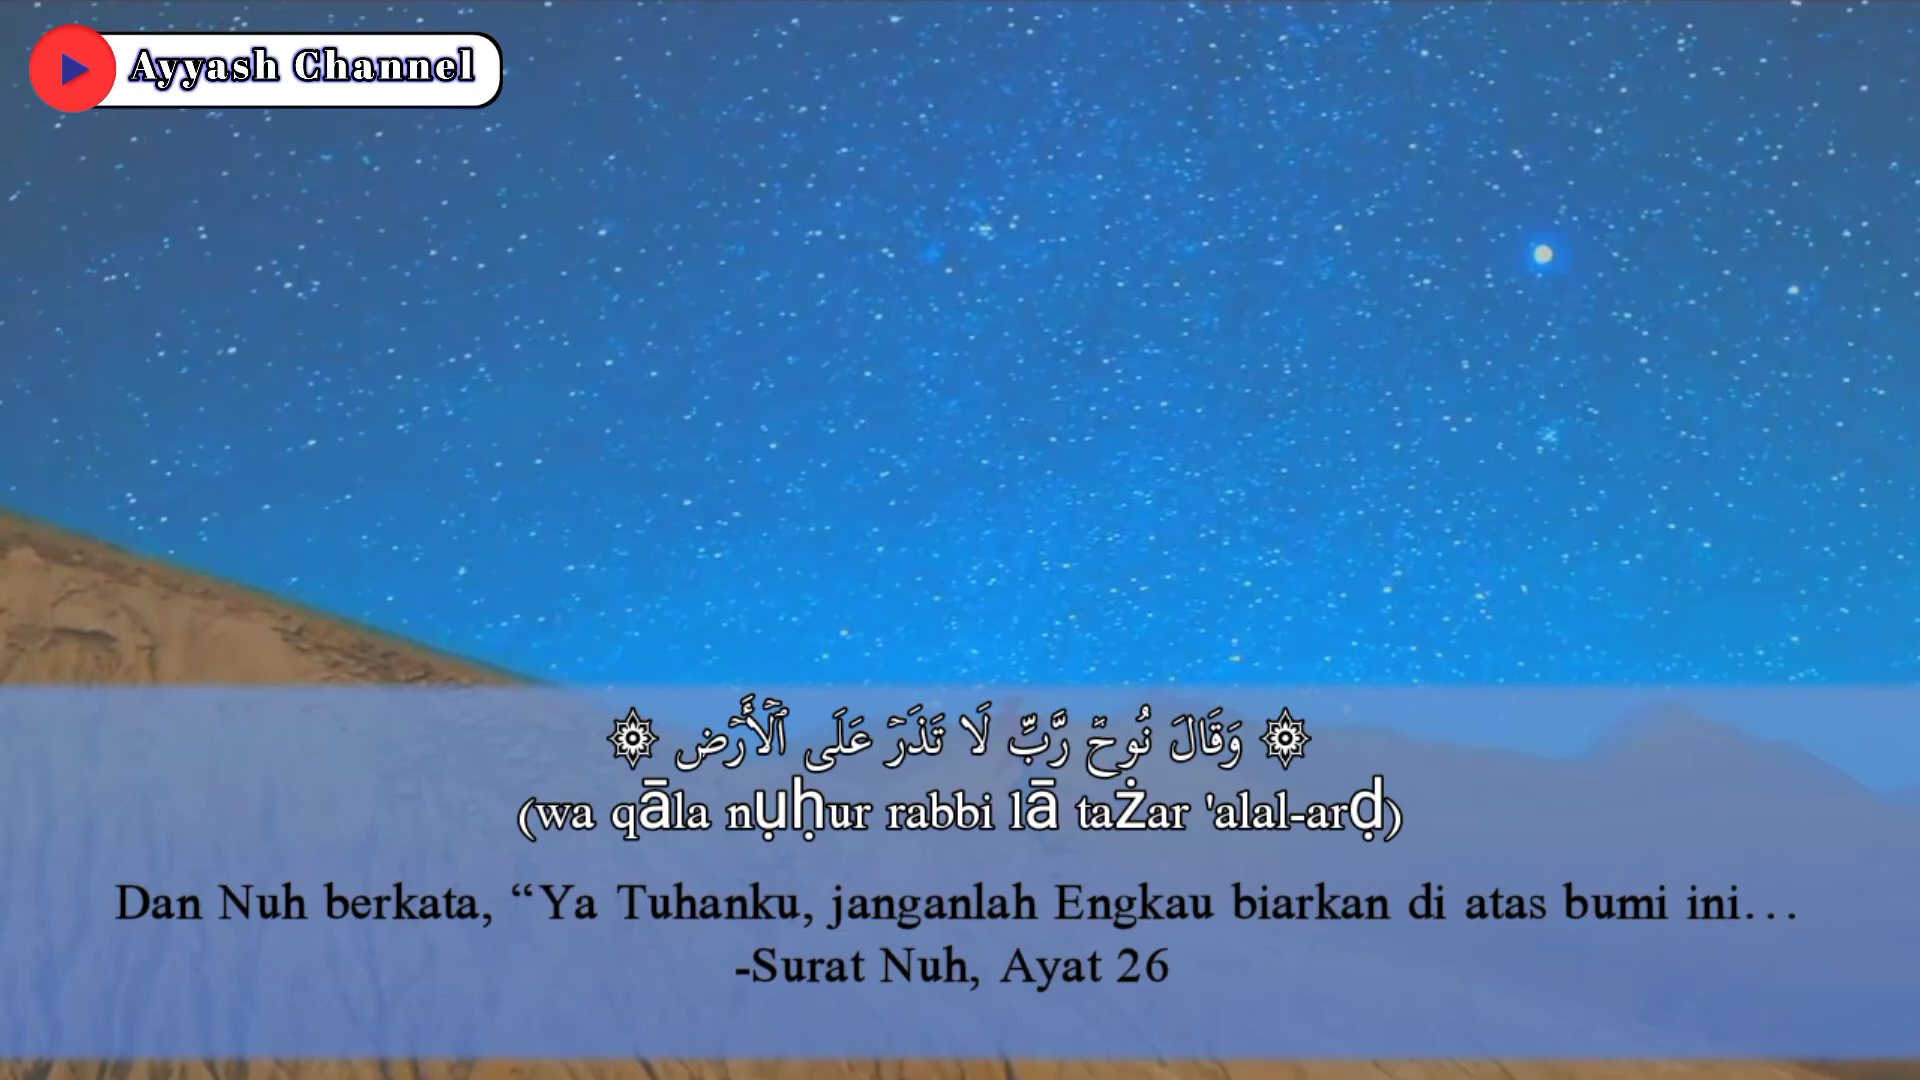 Ayyash Channel
۞ وَقَالَ نُوحٌ رَّبِّ لَا تَذَرْ عَلَى ٱلْأَرْضِ ۞
(wa qāla nụḥur rabbi lā tażar 'alal-arḍ)
Dan Nuh berkata, “Ya Tuhanku, janganlah Engkau biarkan di atas bumi ini…
-Surat Nuh, Ayat 26